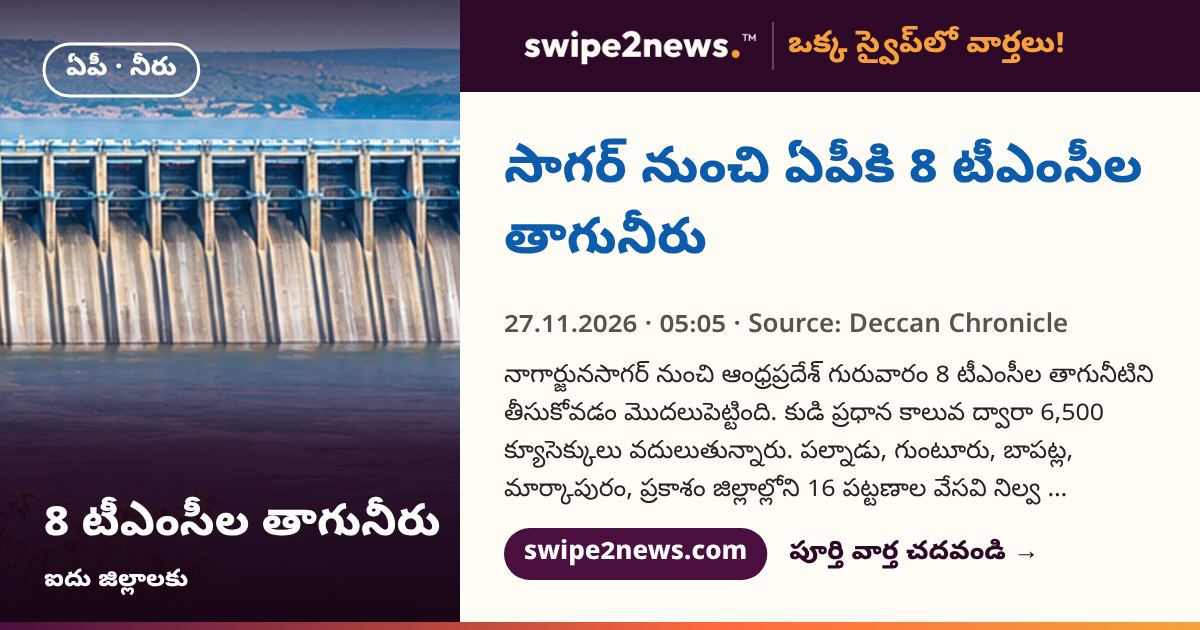 ఏపీ · నీరు
8 టీఎంసీల తాగునీరు
ఐదు జిల్లాలకు
swipe2news.™
ఒక్క స్వైప్‌లో వార్తలు!
సాగర్ నుంచి ఏపీకి 8 టీఎంసీల
తాగునీరు
27.11.2026 · 05:05 · Source: Deccan Chronicle
నాగార్జునసాగర్ నుంచి ఆంధ్రప్రదేశ్ గురువారం 8 టీఎంసీల తాగునీటిని
తీసుకోవడం మొదలుపెట్టింది. కుడి ప్రధాన కాలువ ద్వారా 6,500
క్యూసెక్కులు వదులుతున్నారు. పల్నాడు, గుంటూరు, బాపట్ల,
మార్కాపురం, ప్రకాశం జిల్లాల్లోని 16 పట్టణాల వేసవి నిల్వ ...
swipe2news.com
పూర్తి వార్త చదవండి →